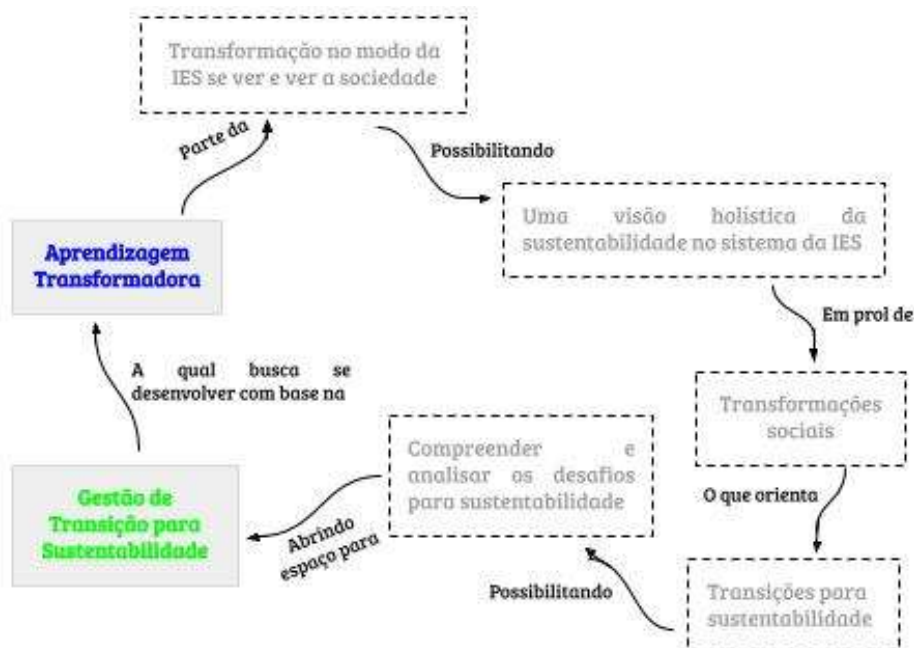 Transformação no modo da
IES se ver e ver a sociedade
Parte da
Possibilitando
Uma visão holística da
sustentabilidade no sistema da IES
Aprendizagem
Transformadora
Em prol de
A qual busca se
desenvolver com base na
Transformações
sociais
Compreender e
analisar os desafios
para sustentabilidade
O que orienta
Gestão de
Transição para
Sustentabilidade
Abrindo
espaço para
Possibilitando
Transições para
sustentabilidade